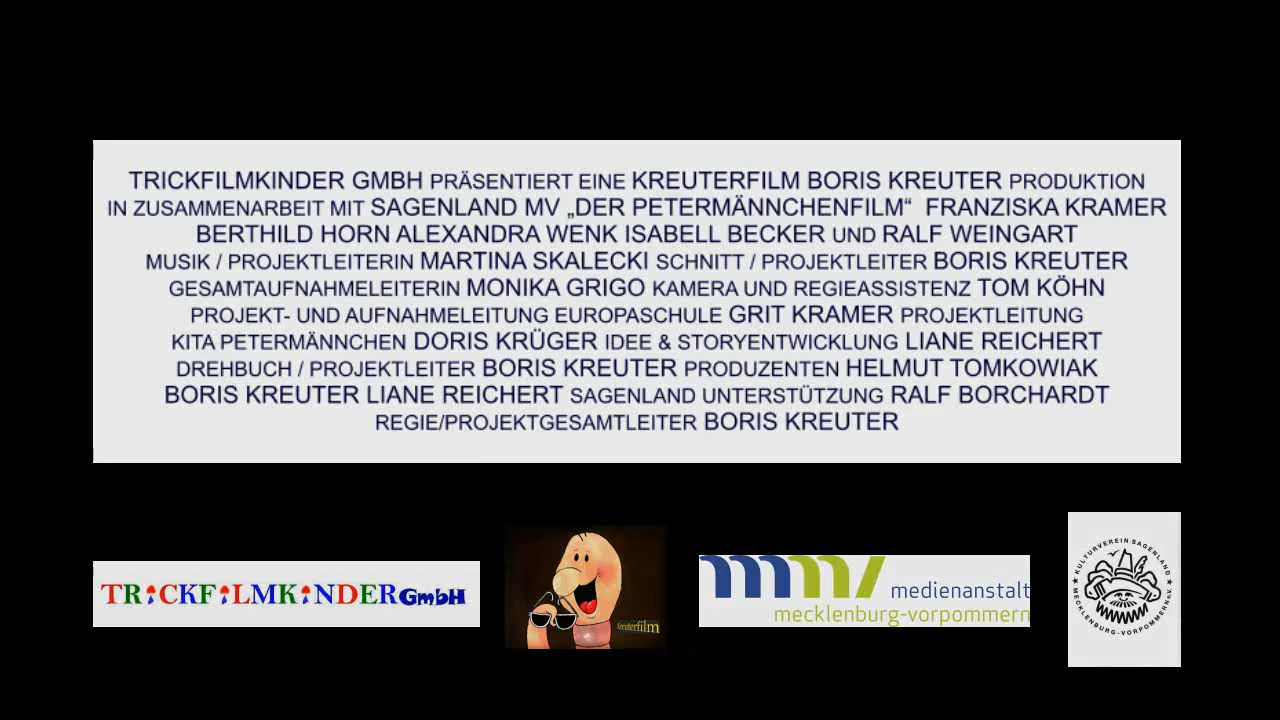 TRICKFILMKINDER GMBH PRÄSENTIERT EINE KREUTERFILM BORIS KREUTER PRODUKTION
IN ZUSAMMENARBEIT MIT SAGENLAND MV „DER PETERMÄNNCHENFILM“ FRANZISKA KRAMER
BERTHILD HORN ALEXANDRA WENK ISABELL BECKER UND RALF WEINGART
MUSIK / PROJEKTLEITERIN MARTINA SKALECKI SCHNITT / PROJEKTLEITER BORIS KREUTER
GESAMTAUFNAHMELEITERIN MONIKA GRIGO KAMERA UND REGIEASSISTENZ TOM KÖHN
PROJEKT- UND AUFNAHMELEITUNG EUROPASCHULE GRIT KRAMER PROJEKTLEITUNG
KITA PETERMÄNNCHEN DORIS KRÜGER IDEE & STORYENTWICKLUNG LIANE REICHERT
DREHBUCH / PROJEKTLEITER BORIS KREUTER PRODUZENTEN HELMUT TOMKOWIAK
BORIS KREUTER LIANE REICHERT SAGENLAND UNTERSTÜTZUNG RALF BORCHARDT
REGIE/PROJEKTGESAMTLEITER BORIS KREUTER
TRICKFILMKINDER GmbH
Kreuterfilm
mmv medienanstalt
mecklenburg-vorpommern
KULTURVEREIN SAGENLAND
MECKLENBURG-VORPOMMERN e.V.